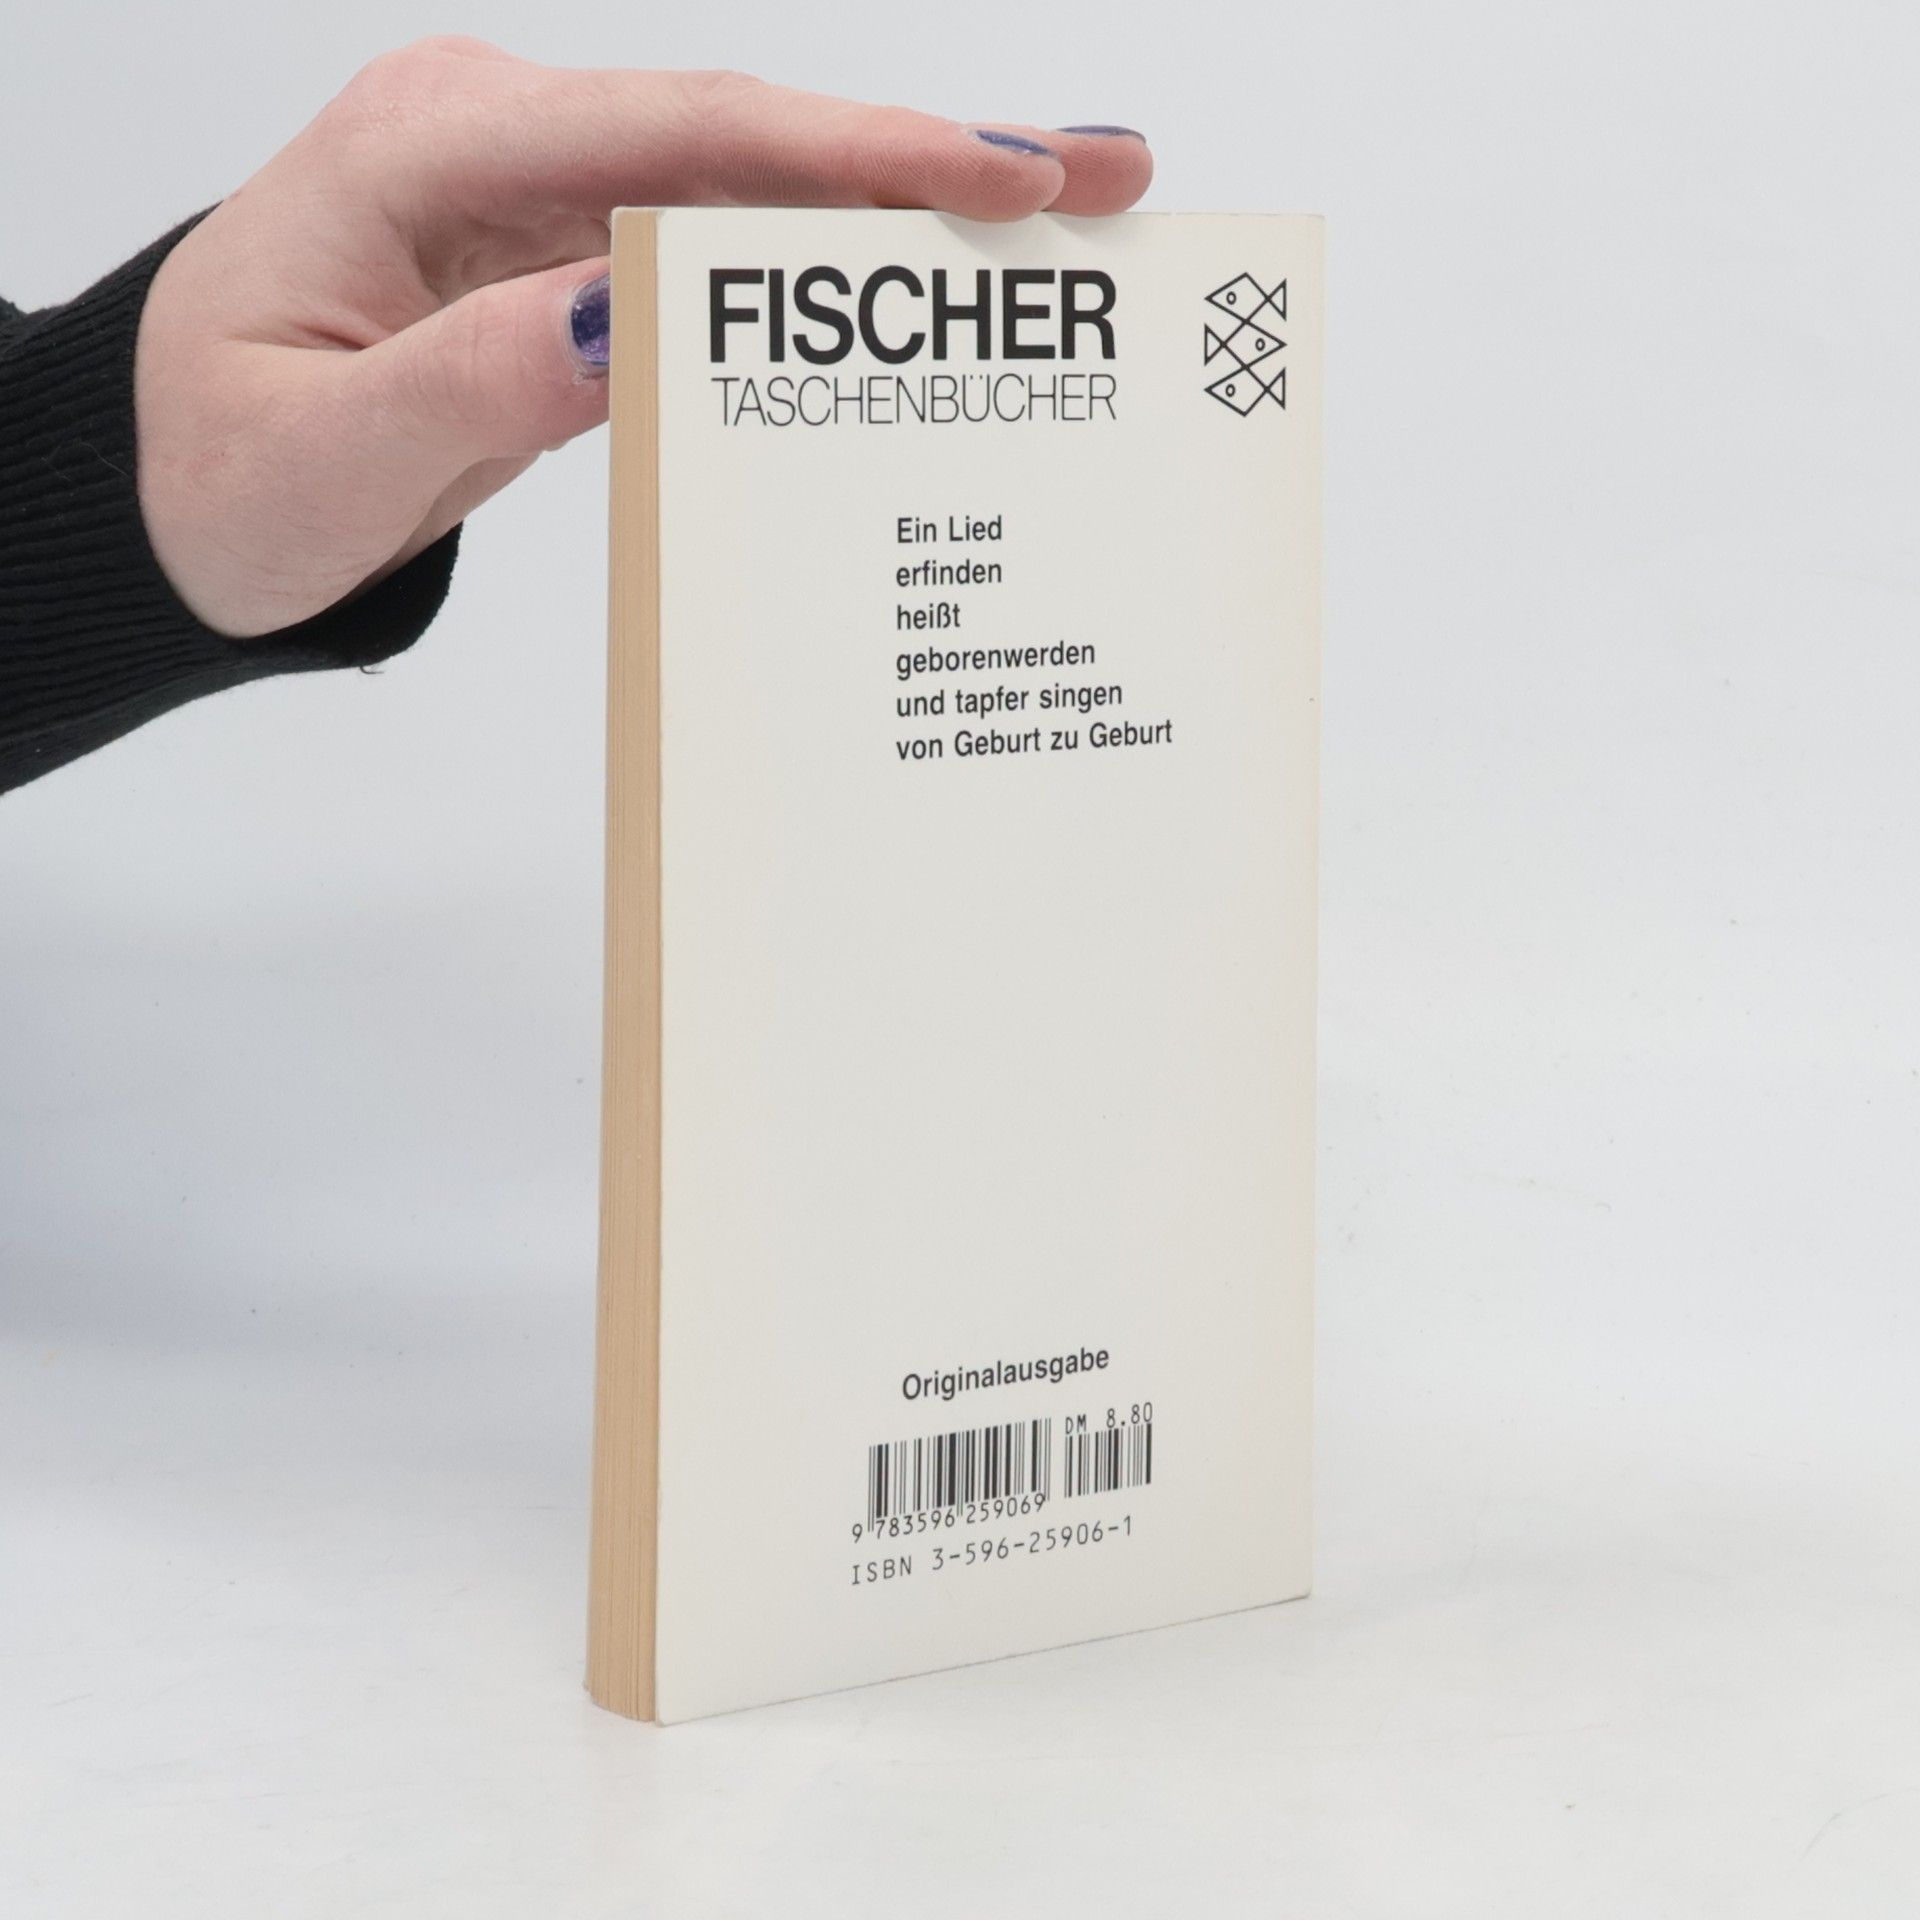 FISCHER
TASCHENBÜCHER
Ein Lied
erfinden
heißt
geborenwerden
und tapfer singen
von Geburt zu Geburt
Originalausgabe
DM 8.80
9 783596 259069
ISBN 3-596-25906-1